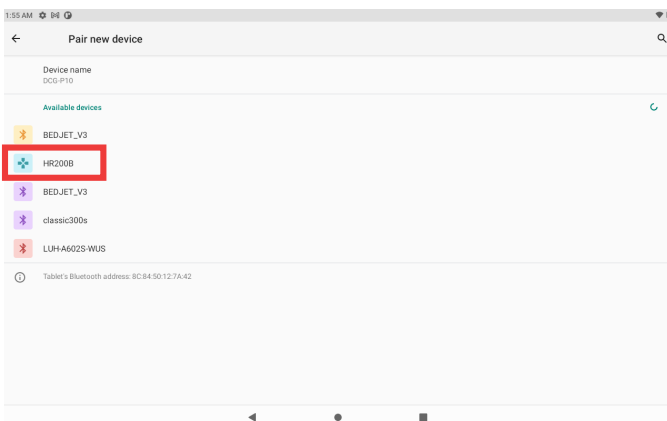 1:55 AM
Pair new device
Device name
DCG-P10
Available devices
BEDJET_V3
HR200B
BEDJET_V3
classic300s
LUH-A602S-WUS
Tablet's Bluetooth address: 8C:84:50:12:7A:42